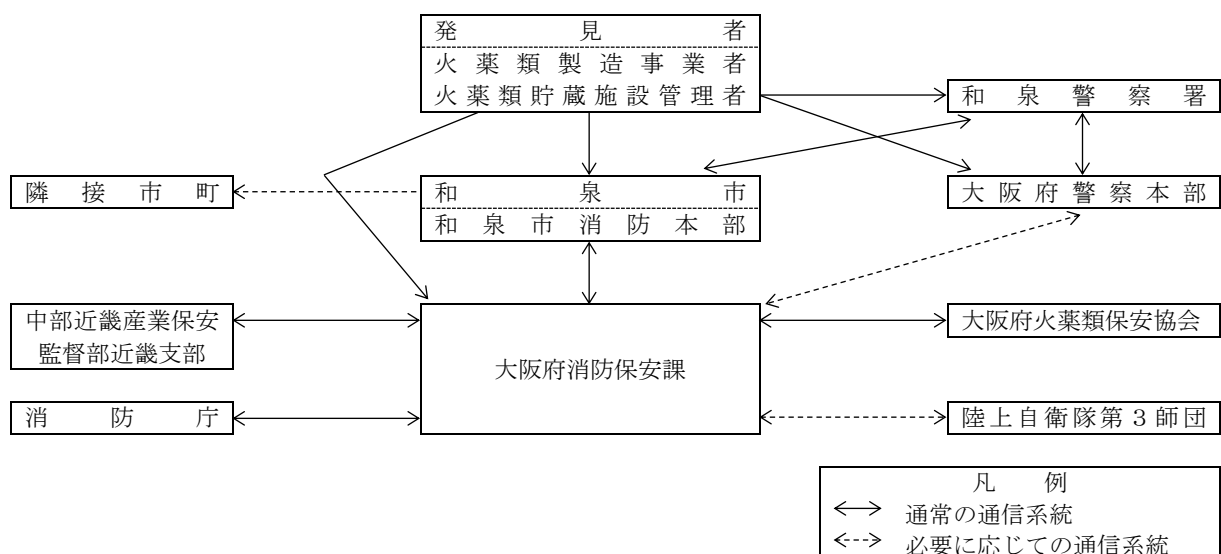 発見者
火薬類製造事業者
火薬類貯蔵施設管理者
和泉警察署
隣接市町
和泉市
和泉市消防本部
大阪府警察本部
中部近畿産業保安
監督部近畿支部
大阪府消防保安課
大阪府火薬類保安協会
消防庁
陸上自衛隊第３師団
凡例
通常の通信系統
必要に応じての通信系統